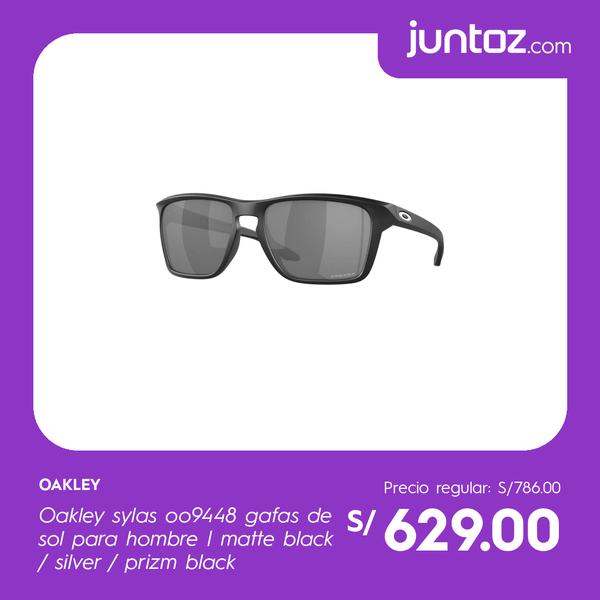 juntoz.com
PRIZM
OAKLEY
Oakley sylas oo9448 gafas de
sol para hombre | matte black
/ silver / prizm black
Precio regular: S/786.00
S/ 629.00